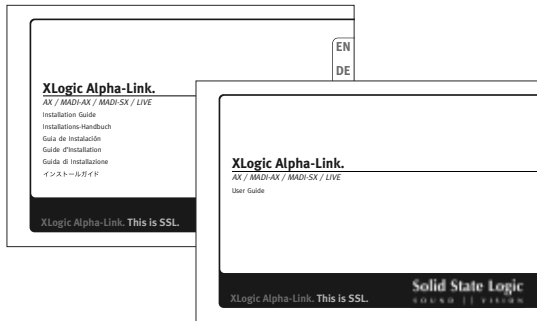 EN
DE
XLogic Alpha-Link.
AX / MADI-AX / MADI-SX / LIVE
Installation Guide
Installations-Handbuch
Guía de Instalación
Guide d'Installation
Guida di Installazione
インストールガイド
XLogic Alpha-Link. This is SSL.
XLogic Alpha-Link.
AX / MADI-AX / MADI-SX / LIVE
User Guide
Solid State Logic
SOUND || VISION
XLogic Alpha-Link. This is SSL.